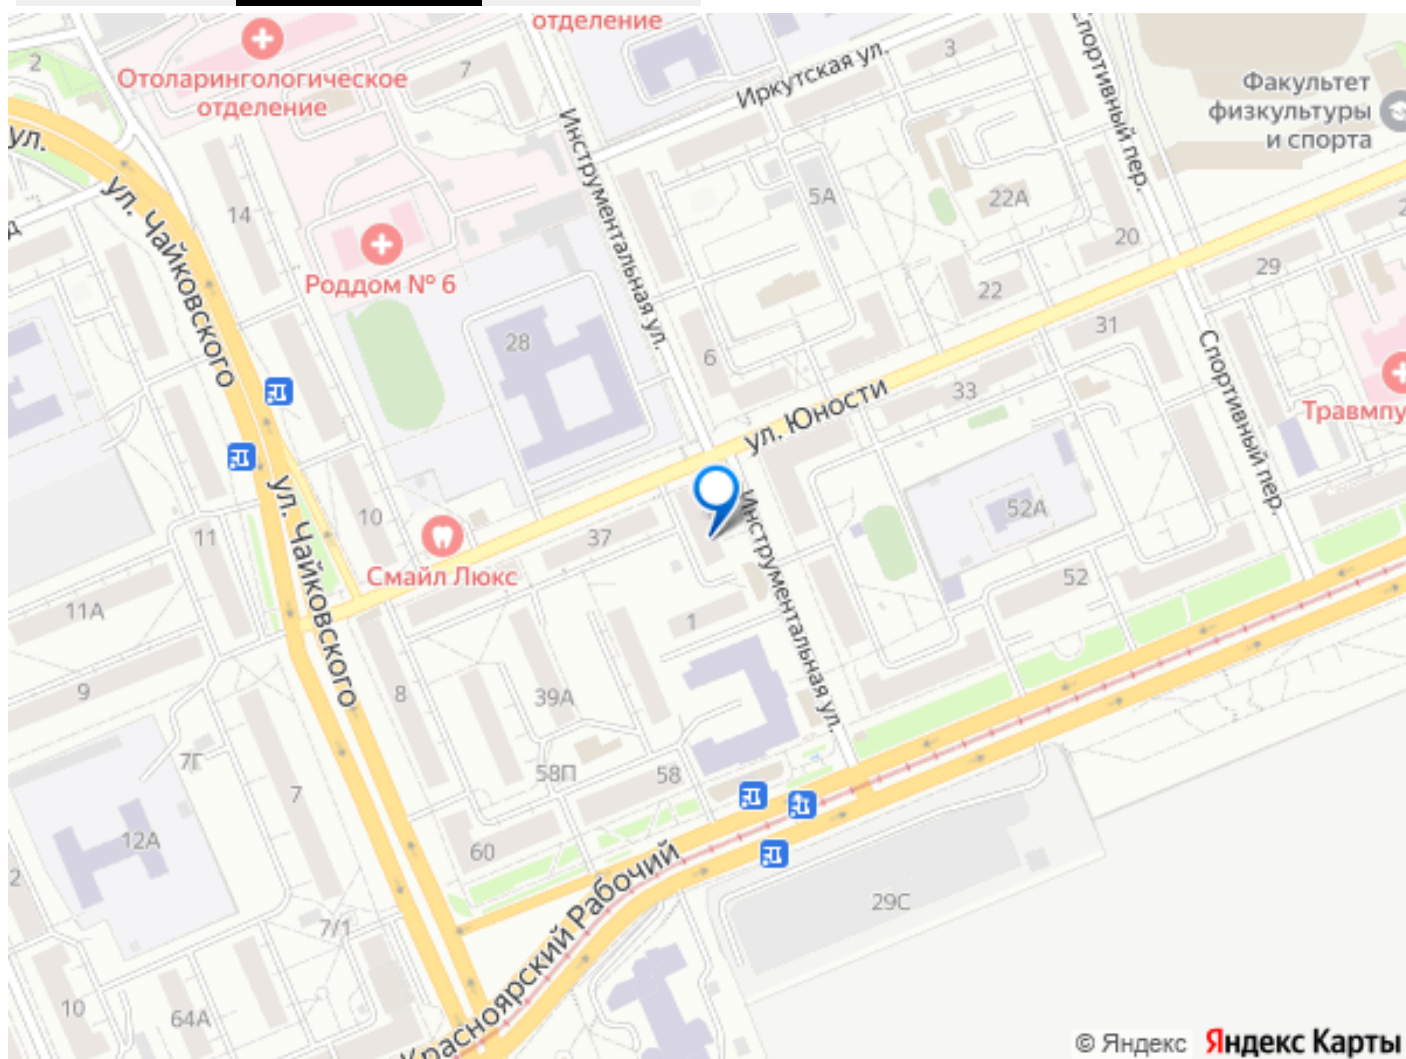 отделение
2
Отоларингологическое
отделение
7
Иркутская ул.
3
Спортивный пер.
Факультет
физкультуры
и спорта
ул.
ул. Чайковского
14
Инструментальная ул.
5А
22А
20
Роддом № 6
28
6
22
29
31
33
Спортивный пер.
Травмпу
ул. Юности
ул. Чайковского
10
11
Смайл Люкс
37
Инструментальная ул.
52А
52
11А
1
9
8
39А
7Г
7
58П
58
12А
60
Красноярский Рабочий
29С
2
7/1
10
64А
© Яндекс Яндекс Карты